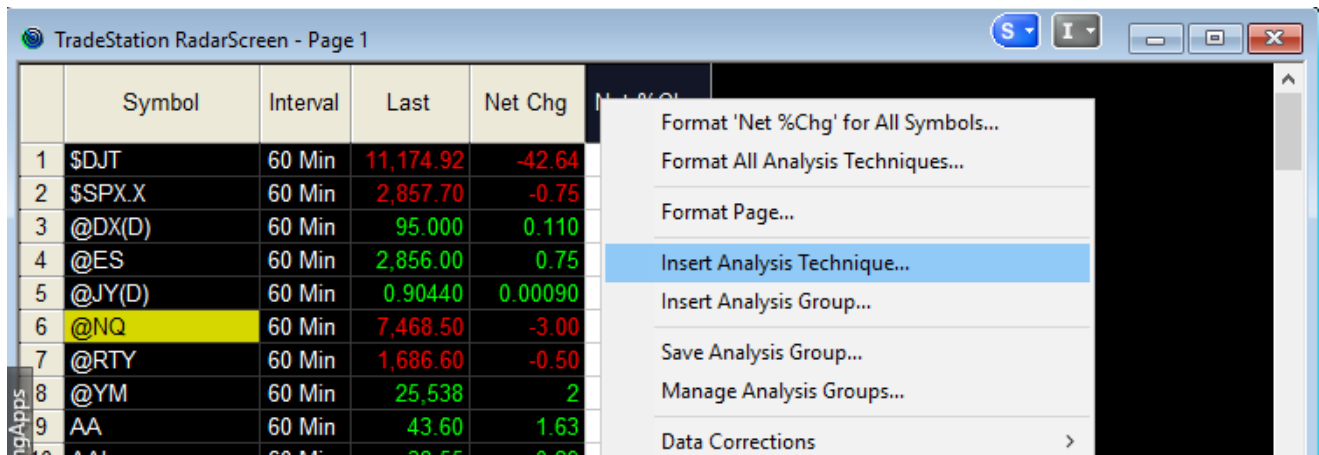 TradeStation RadarScreen - Page 1
S I
Symbol Interval Last Net Chg
1 $DJT 60 Min 11,174.92 -42.64
2 $SPX.X 60 Min 2,857.70 -0.75
3 @DX(D) 60 Min 95.000 0.110
4 @ES 60 Min 2,856.00 0.75
5 @JY(D) 60 Min 0.90440 0.00090
6 @NQ 60 Min 7,468.50 -3.00
7 @RTY 60 Min 1,686.60 -0.50
8 @YM 60 Min 25,538 2
9 AA 60 Min 43.60 1.63
Format 'Net %Chg' for All Symbols...
Format All Analysis Techniques...
Format Page...
Insert Analysis Technique...
Insert Analysis Group...
Save Analysis Group...
Manage Analysis Groups...
Data Corrections